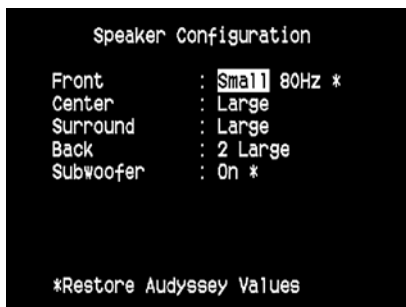 Speaker Configuration
Front : Small 80Hz *
Center : Large
Surround : Large
Back : 2 Large
Subwoofer : On *
*Restore Audyssey Values